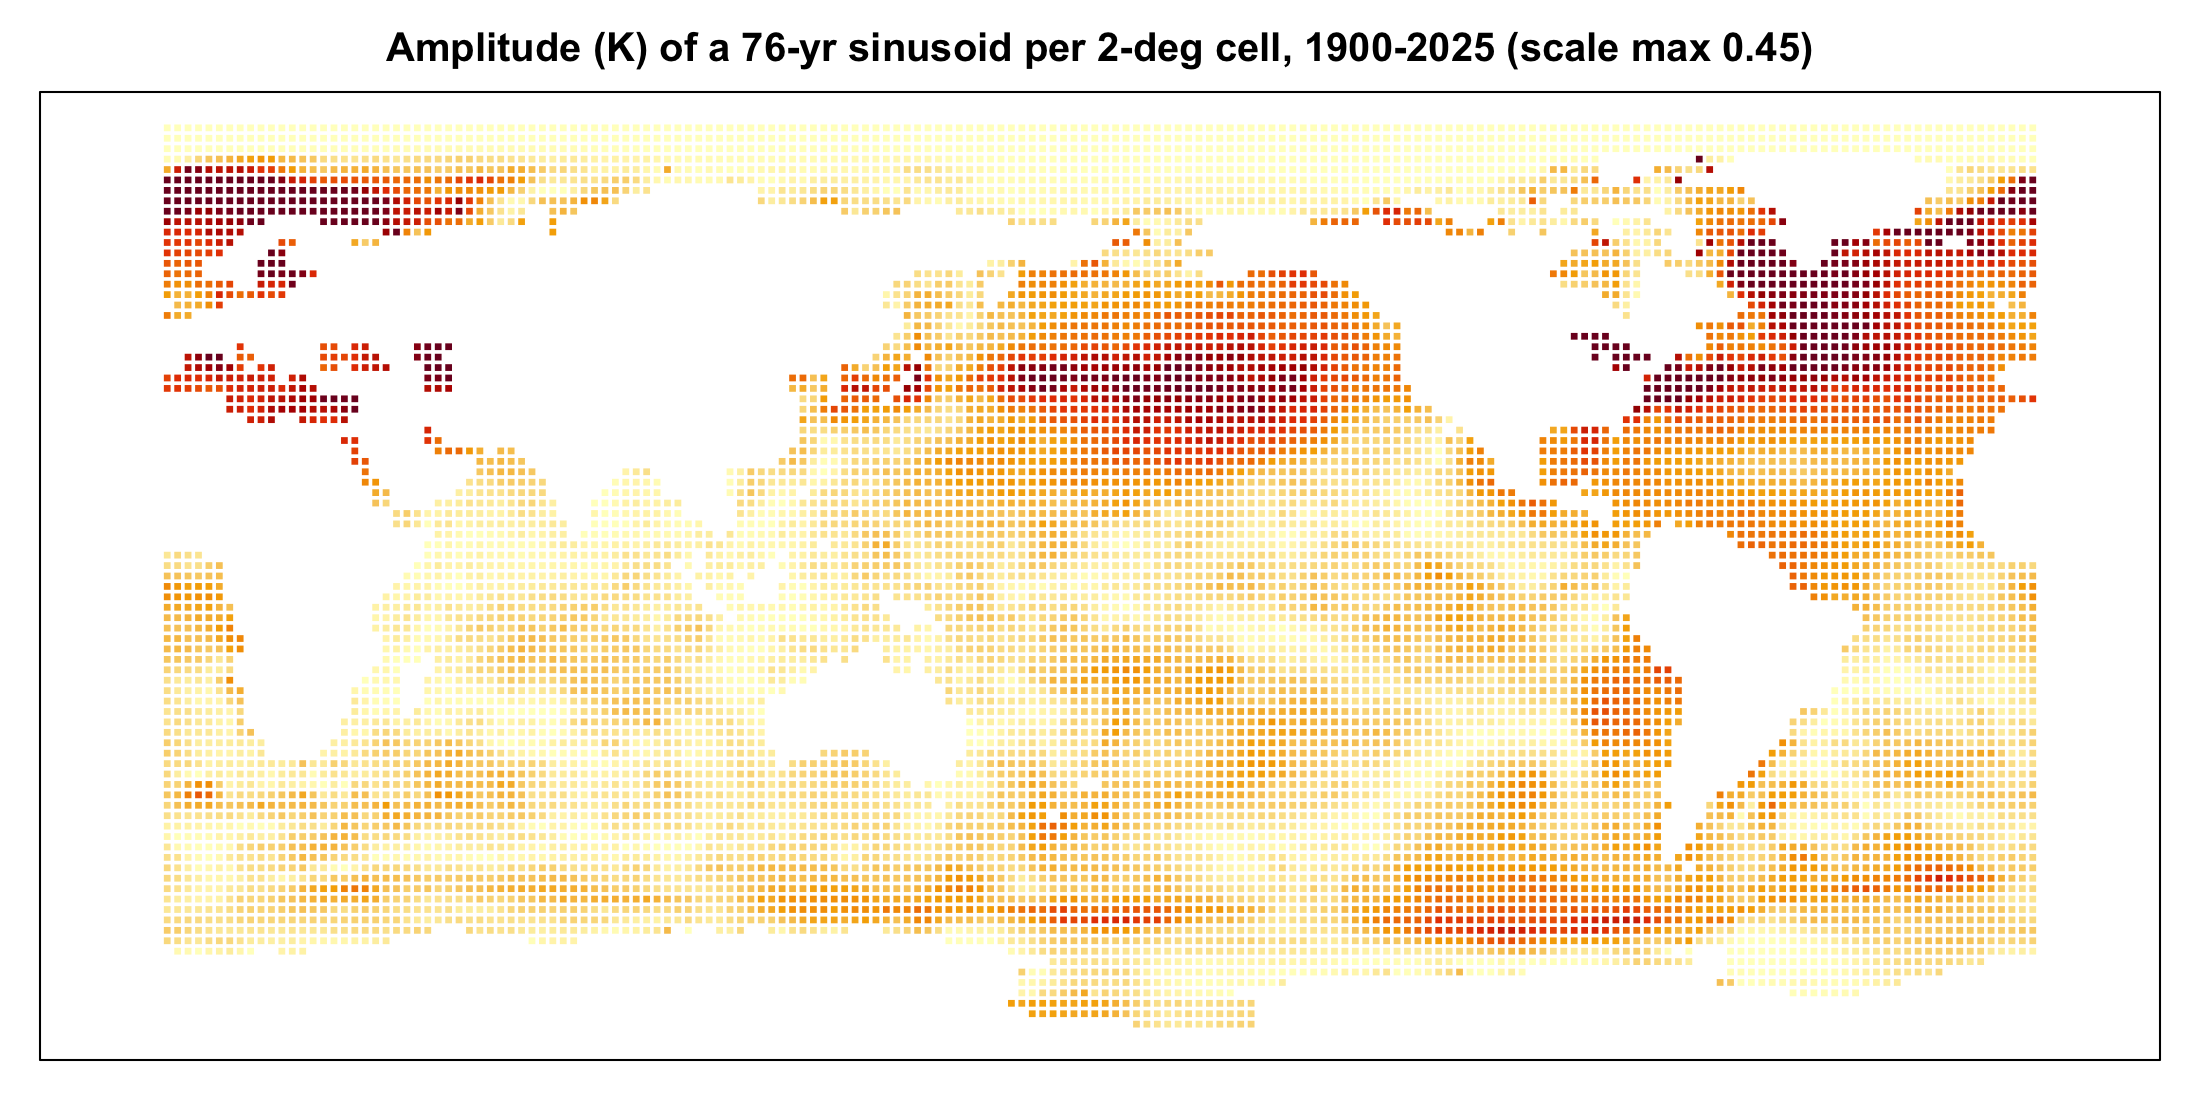 Amplitude (K) of a 76-yr sinusoid per 2-deg cell, 1900-2025 (scale max 0.45)